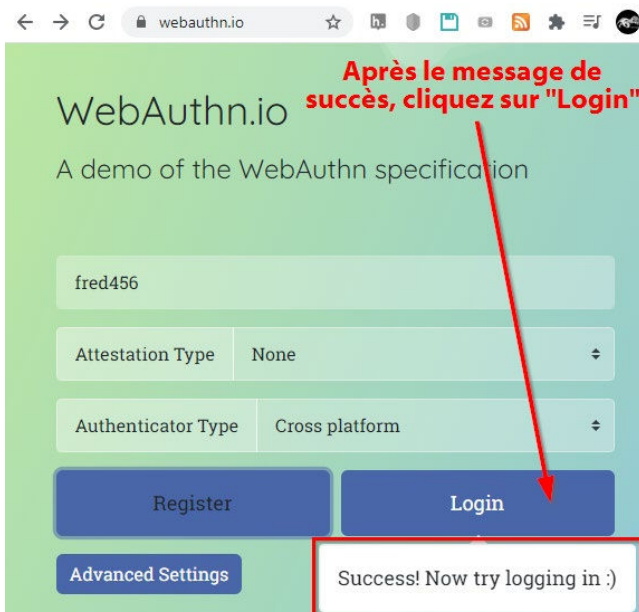 webauthn.io
h.
Après le message de
succès, cliquez sur "Login"
WebAuthn.io
A demo of the WebAuthn specification
fred456
Attestation Type None
Authenticator Type Cross platform
Register Login
Advanced Settings
Success! Now try logging in :)